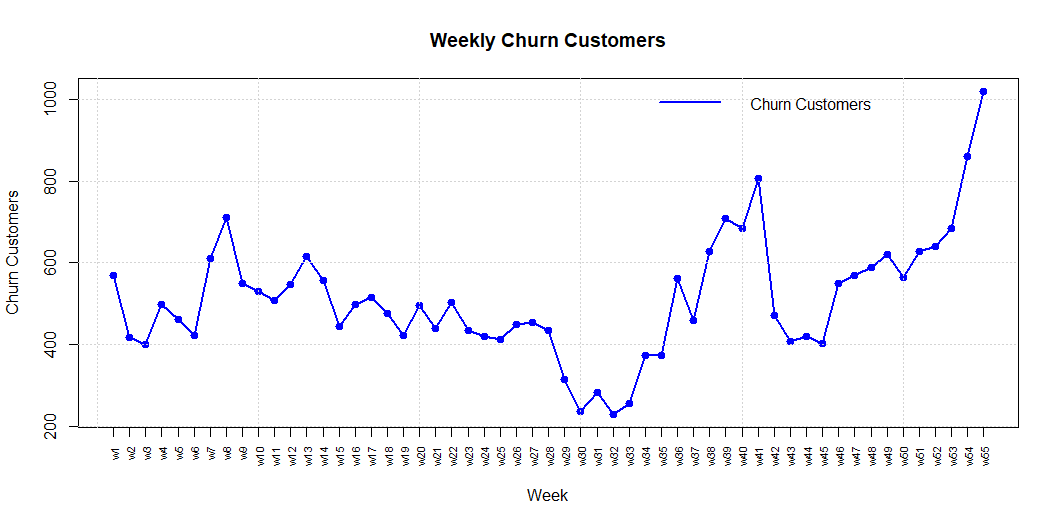 Weekly Churn Customers
Churn Customers
1000
800
600
400
200
Churn Customers
w1 w2 w3 w4 w5 w6 w7 w8 w9 w10 w11 w12 w13 w14 w15 w16 w17 w18 w19 w20 w21 w22 w23 w24 w25 w26 w27 w28 w29 w30 w31 w32 w33 w34 w35 w36 w37 w38 w39 w40 w41 w42 w43 w44 w45 w46 w47 w48 w49 w50 w51 w52 w53 w54 w55
Week